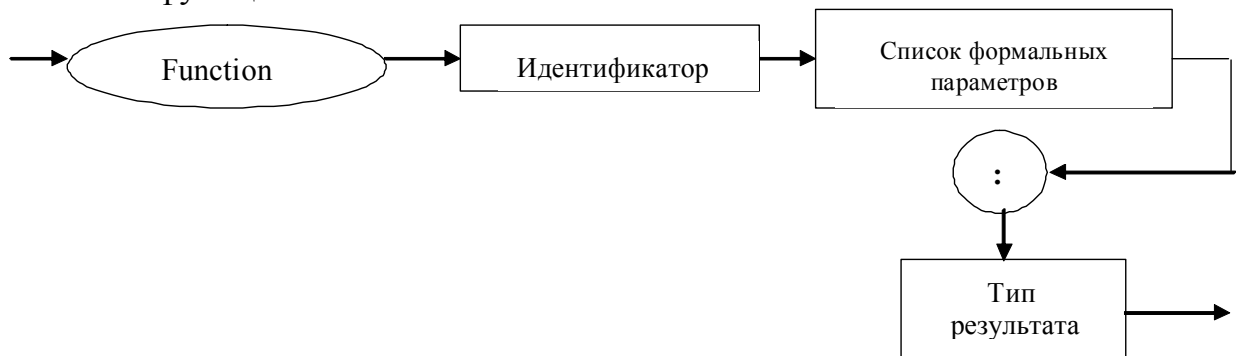 Function
Идентификатор
Список формальных
параметров
:
Тип
результата